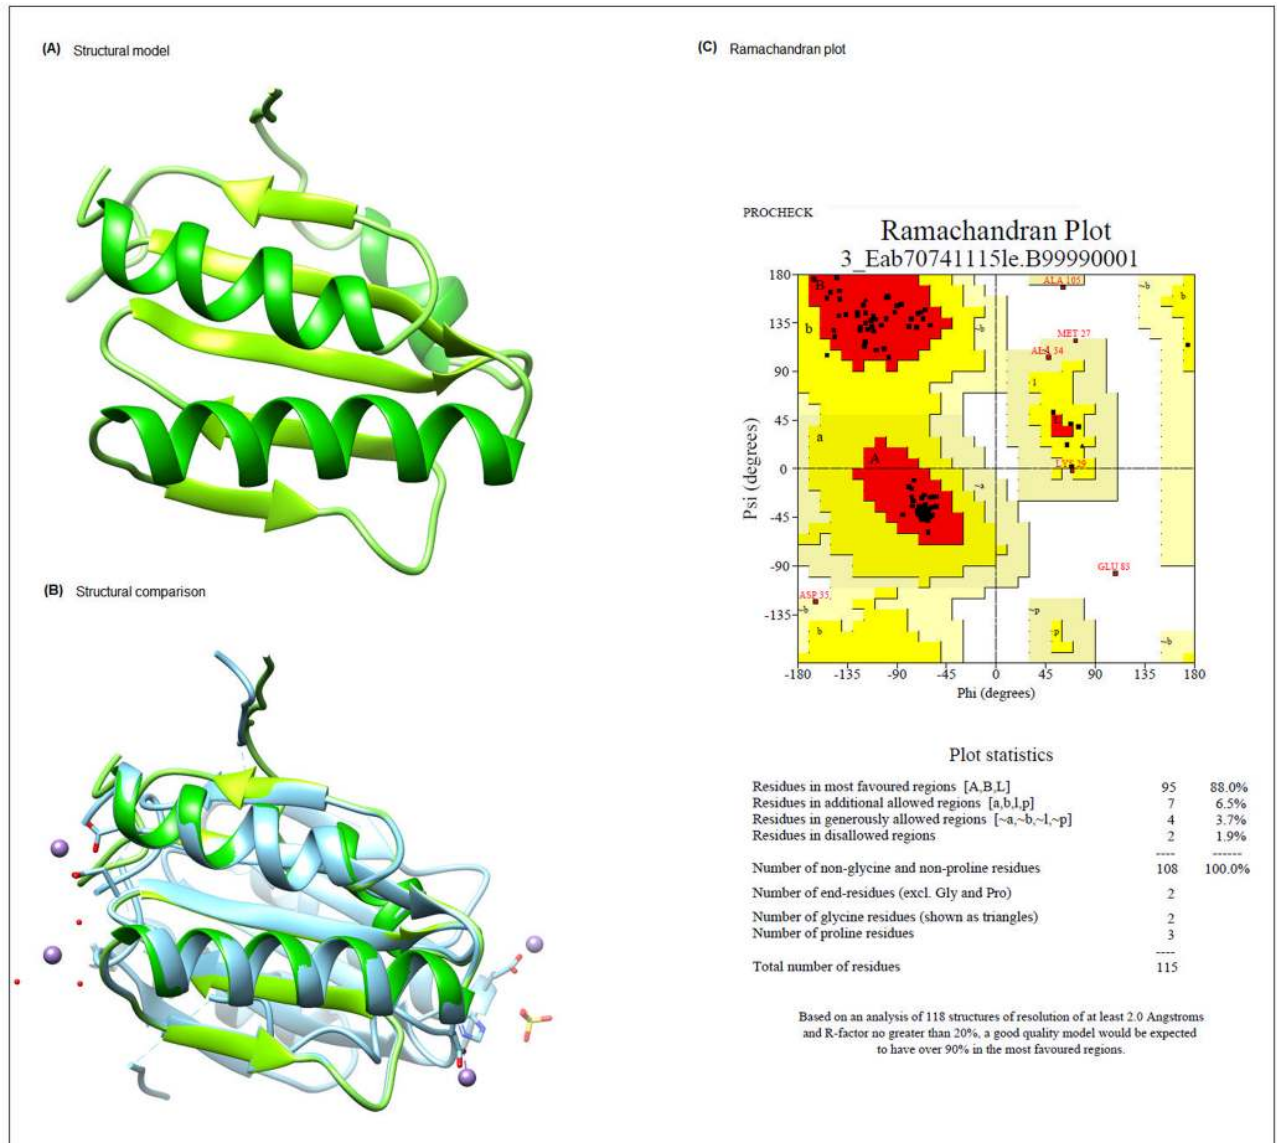 (A) Structural model
(B) Structural comparison
(C) Ramachandran plot
PROCHECK
Ramachandran Plot
3_Eab70741115le.B99990001
Psi (degrees)
180
135
90
45
0
-45
-90
-135
B
b
a
A
~b
~a
l
~b
b
ALA 105
MET 27
ALA 34
LYS 29
GLU 83
ASP 35
~b
b
~p
p
~b
-180 -135 -90 -45 0 45 90 135 180
Phi (degrees)
Plot statistics
Residues in most favoured regions [A,B,L] 95 88.0%
Residues in additional allowed regions [a,b,l,p] 7 6.5%
Residues in generously allowed regions [~a,~b,~l,~p] 4 3.7%
Residues in disallowed regions 2 1.9%
---- ------
Number of non-glycine and non-proline residues 108 100.0%
Number of end-residues (excl. Gly and Pro) 2
Number of glycine residues (shown as triangles) 2
Number of proline residues 3
----
Total number of residues 115
Based on an analysis of 118 structures of resolution of at least 2.0 Angstroms
and R-factor no greater than 20%, a good quality model would be expected
to have over 90% in the most favoured regions.